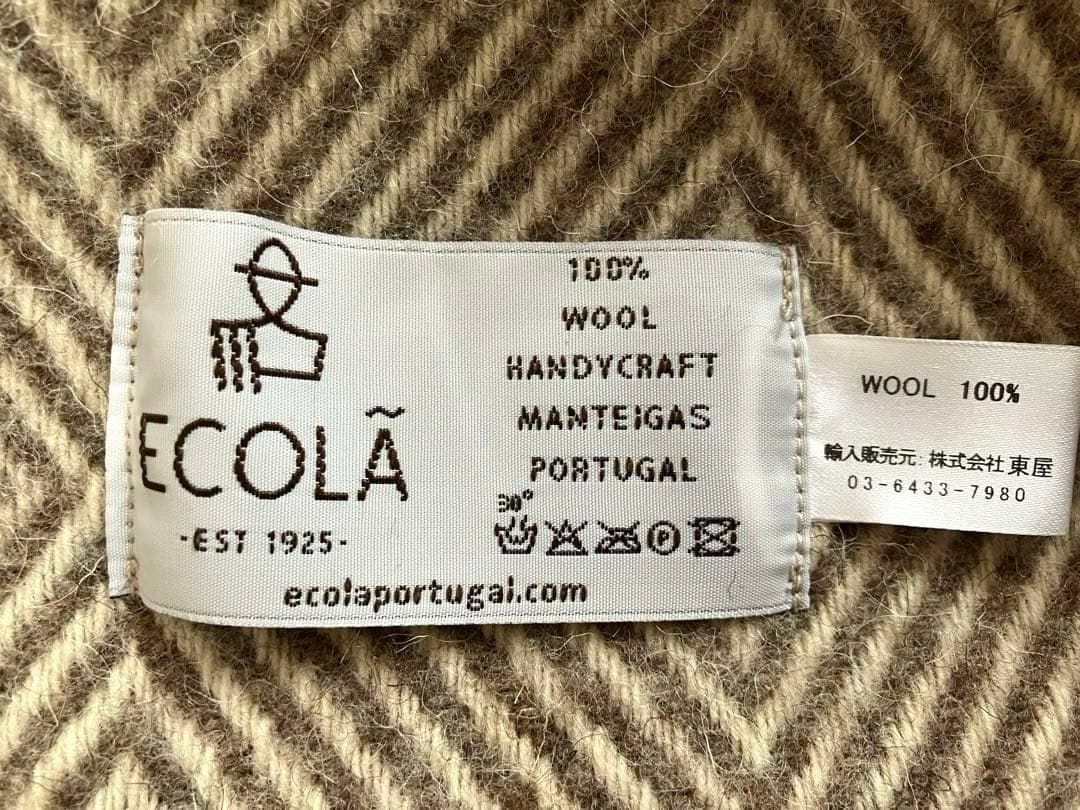 ECOLÃ
-EST 1925-
100%
WOOL
HANDYCRAFT
MANTEIGAS
PORTUGAL
30°
P
ecolaportugal.com
WOOL 100%
輸入販売元: 株式会社 東屋
03-6433-7980